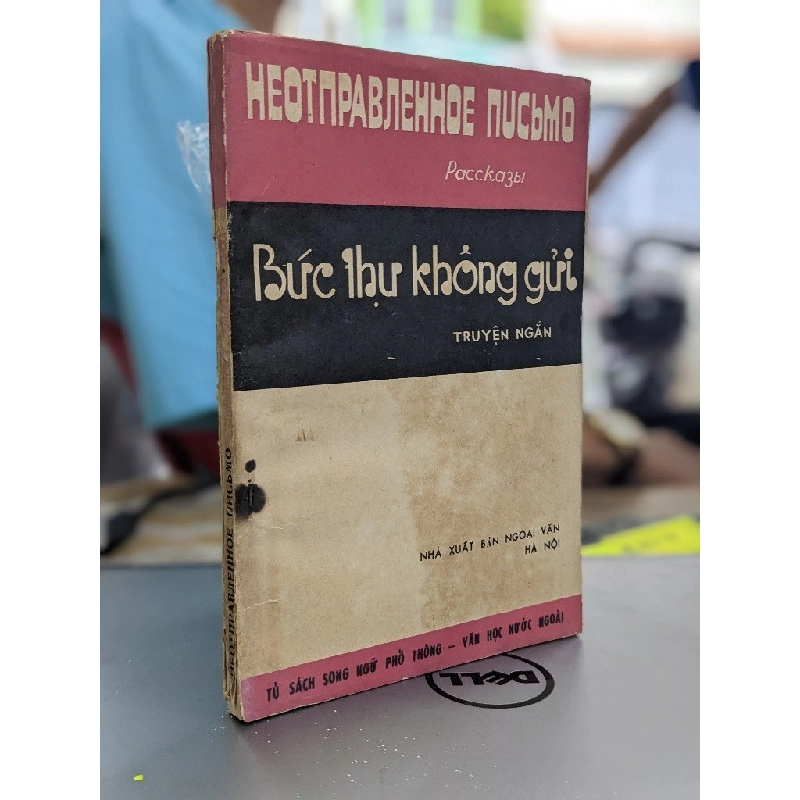 НЕОТПРАВЛЕННОЕ ПИСЬМО
Рассказы
Bức thư không gửi
TRUYỆN NGẮN
NHÀ XUẤT BẢN NGOẠI VĂN
HÀ NỘI
TỦ SÁCH SONG NGỮ PHỔ THÔNG — VĂN HỌC NƯỚC NGOÀI
НЕОТПРАВЛЕННОЕ ПИСЬМО
DELL